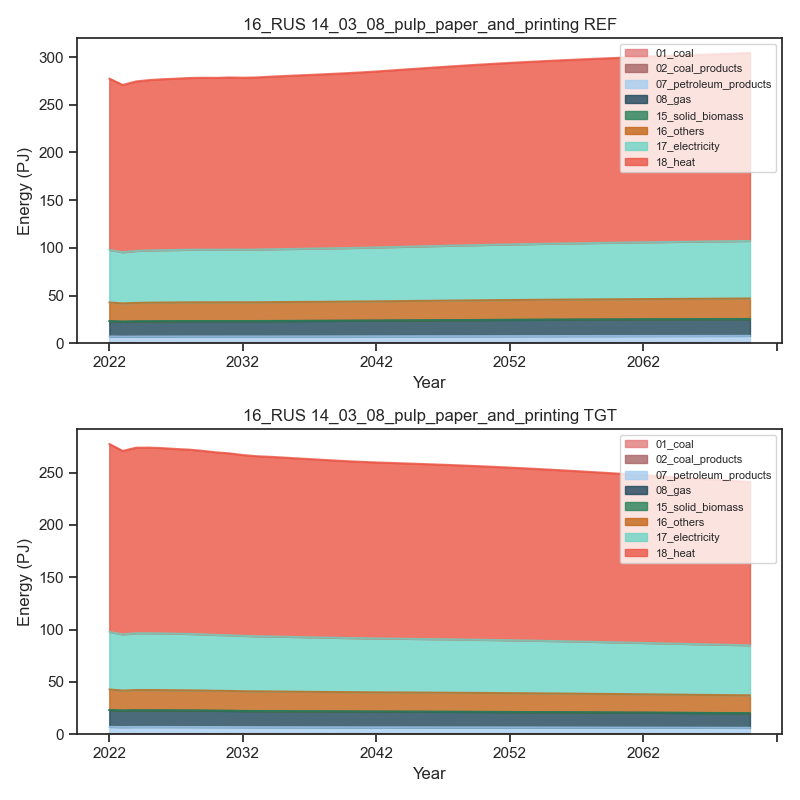 16_RUS 14_03_08_pulp_paper_and_printing REF
Energy (PJ)
300
250
200
150
100
50
0
01_coal
02_coal_products
07_petroleum_products
08_gas
15_solid_biomass
16_others
17_electricity
18_heat
2022 2032 2042 2052 2062
Year
16_RUS 14_03_08_pulp_paper_and_printing TGT
Energy (PJ)
250
200
150
100
50
0
01_coal
02_coal_products
07_petroleum_products
08_gas
15_solid_biomass
16_others
17_electricity
18_heat
2022 2032 2042 2052 2062
Year